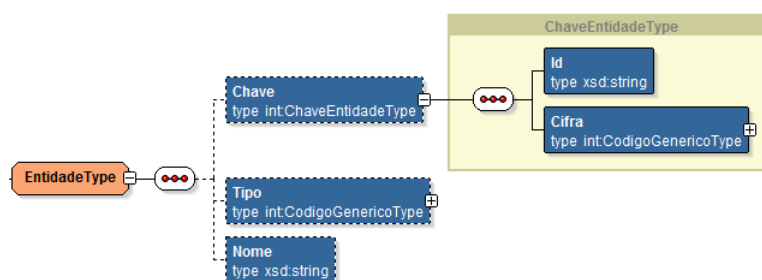 ChaveEntidadeType
Id
type xsd:string
Chave
type int:ChaveEntidadeType
Cifra
type int:CodigoGenericoType
EntidadeType
Tipo
type int:CodigoGenericoType
Nome
type xsd:string